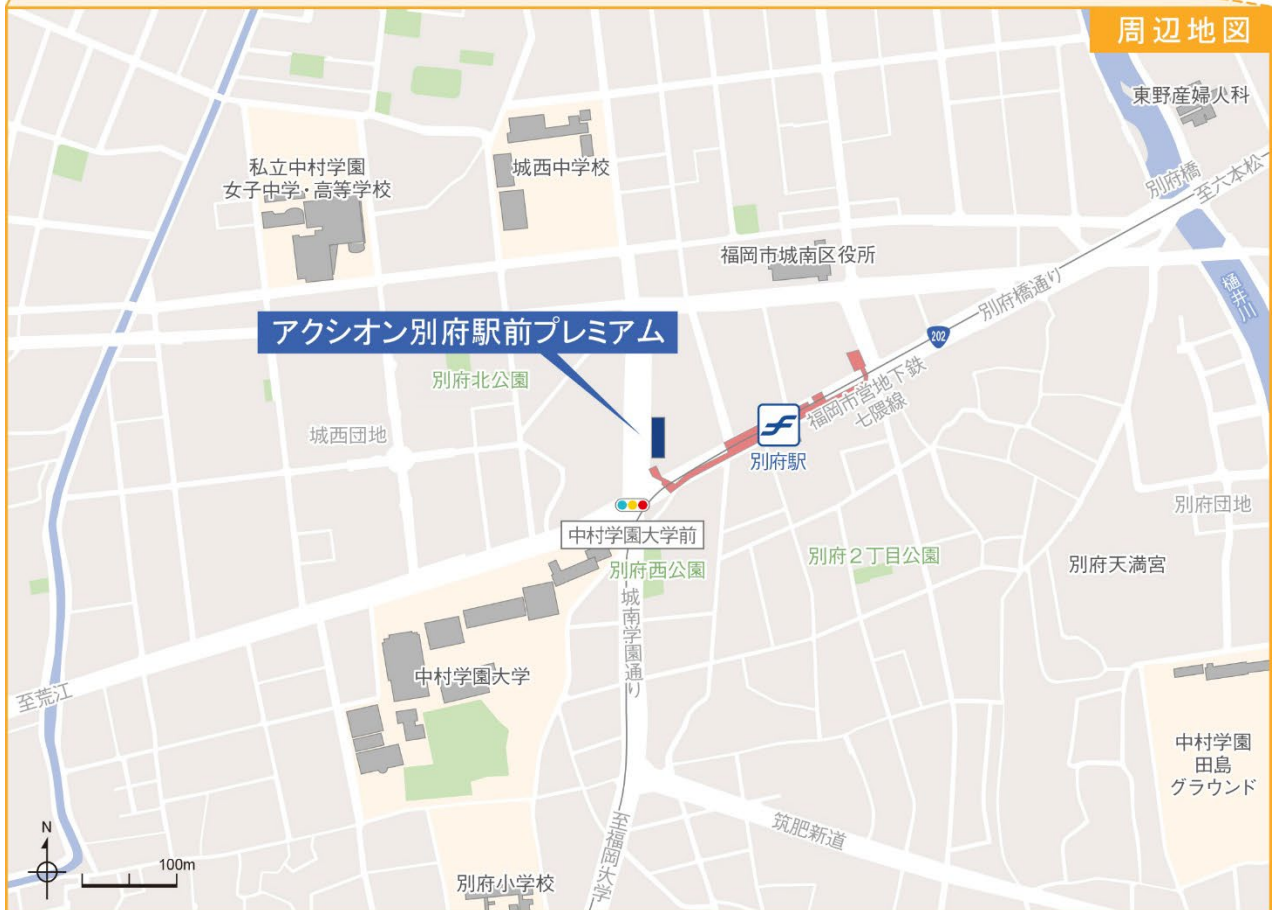 周辺地図
東野産婦人科
別府橋
至六本松
私立中村学園
女子中学・高等学校
城西中学校
福岡市城南区役所
樋井川
別府橋通り
202
アクシオン別府駅前プレミアム
別府北公園
福岡市営地下鉄
七隈線
城西団地
別府駅
別府団地
中村学園大学前
別府西公園
別府2丁目公園
別府天満宮
城南学園通り
中村学園大学
至荒江
中村学園
田島
グラウンド
筑肥新道
至福岡大学
N
100m
別府小学校